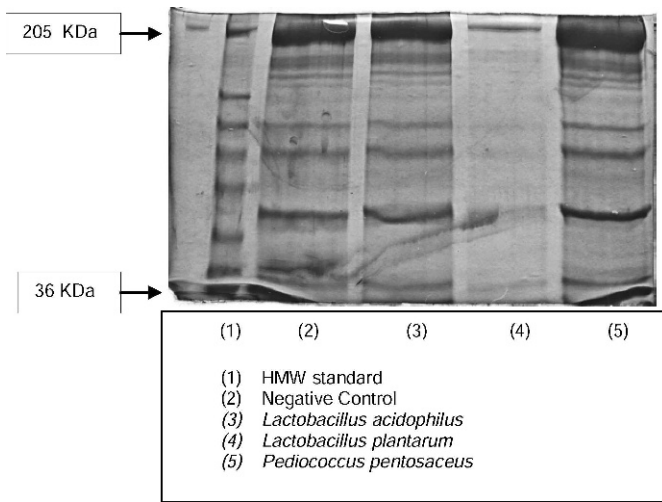 205 KDa
36 KDa
(1) (2) (3) (4) (5)
(1) HMW standard
(2) Negative Control
(3) Lactobacillus acidophilus
(4) Lactobacillus plantarum
(5) Pediococcus pentosaceus